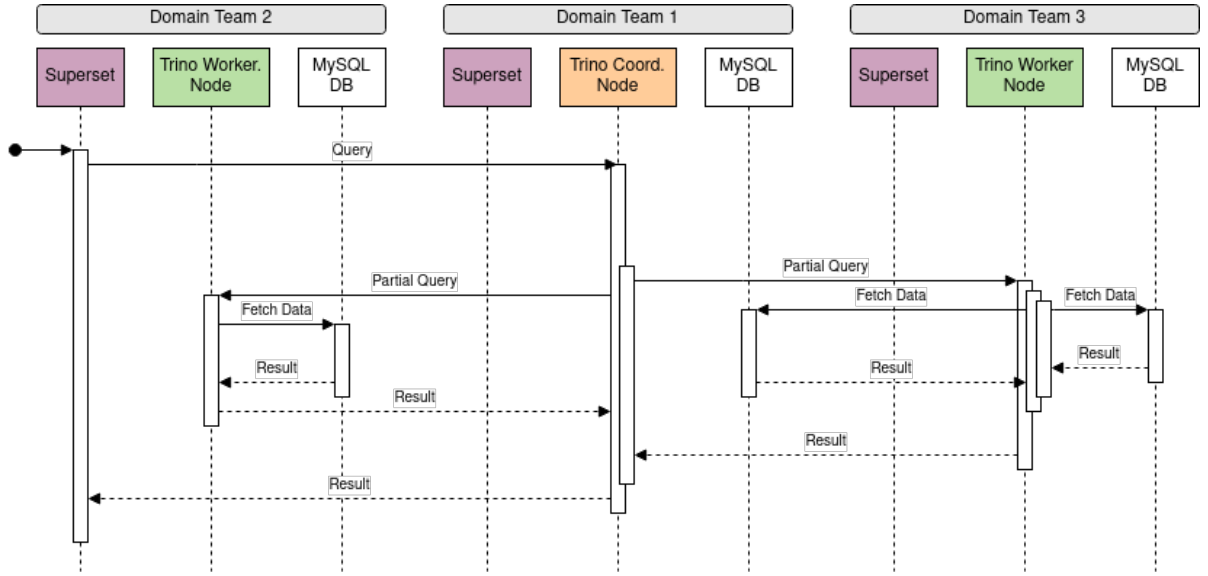 Domain Team 2
Domain Team 1
Domain Team 3
Superset
Trino Worker.
Node
MySQL
DB
Superset
Trino Coord.
Node
MySQL
DB
Superset
Trino Worker
Node
MySQL
DB
Query
Partial Query
Partial Query
Fetch Data
Fetch Data
Fetch Data
Result
Result
Result
Result
Result
Result